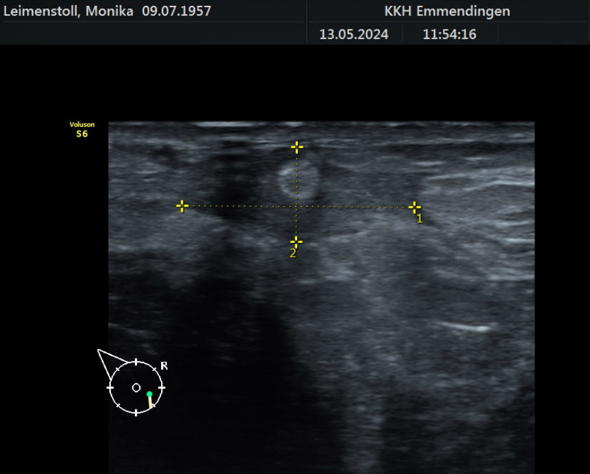 Leimenstoll, Monika 09.07.1957
KKH Emmendingen
13.05.2024 11:54:16
Voluson
S6
1
2
R